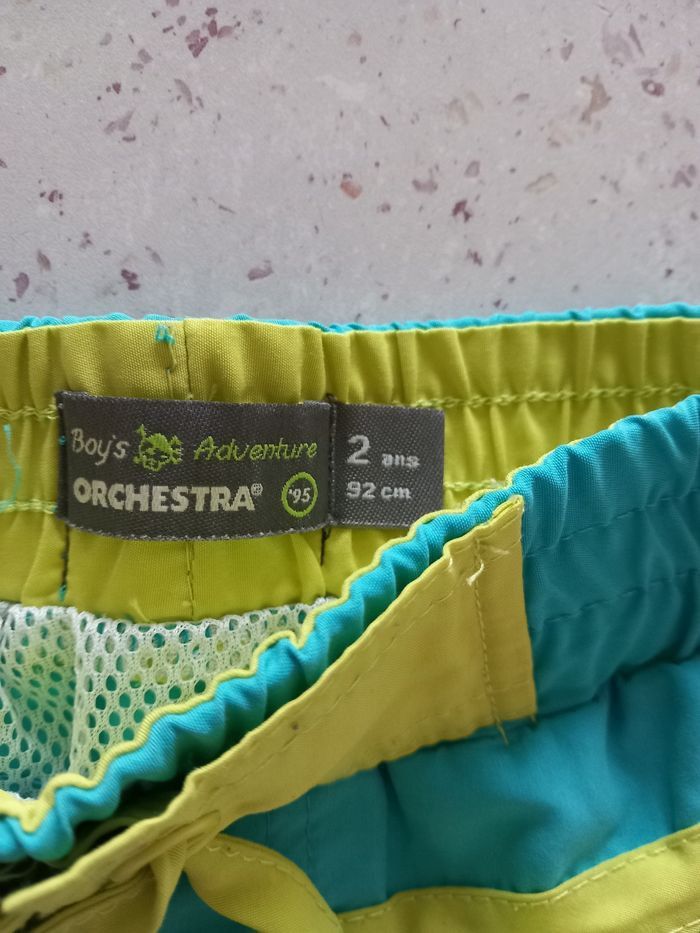 Boy's Adventure
ORCHESTRA® '95
2 ans
92 cm